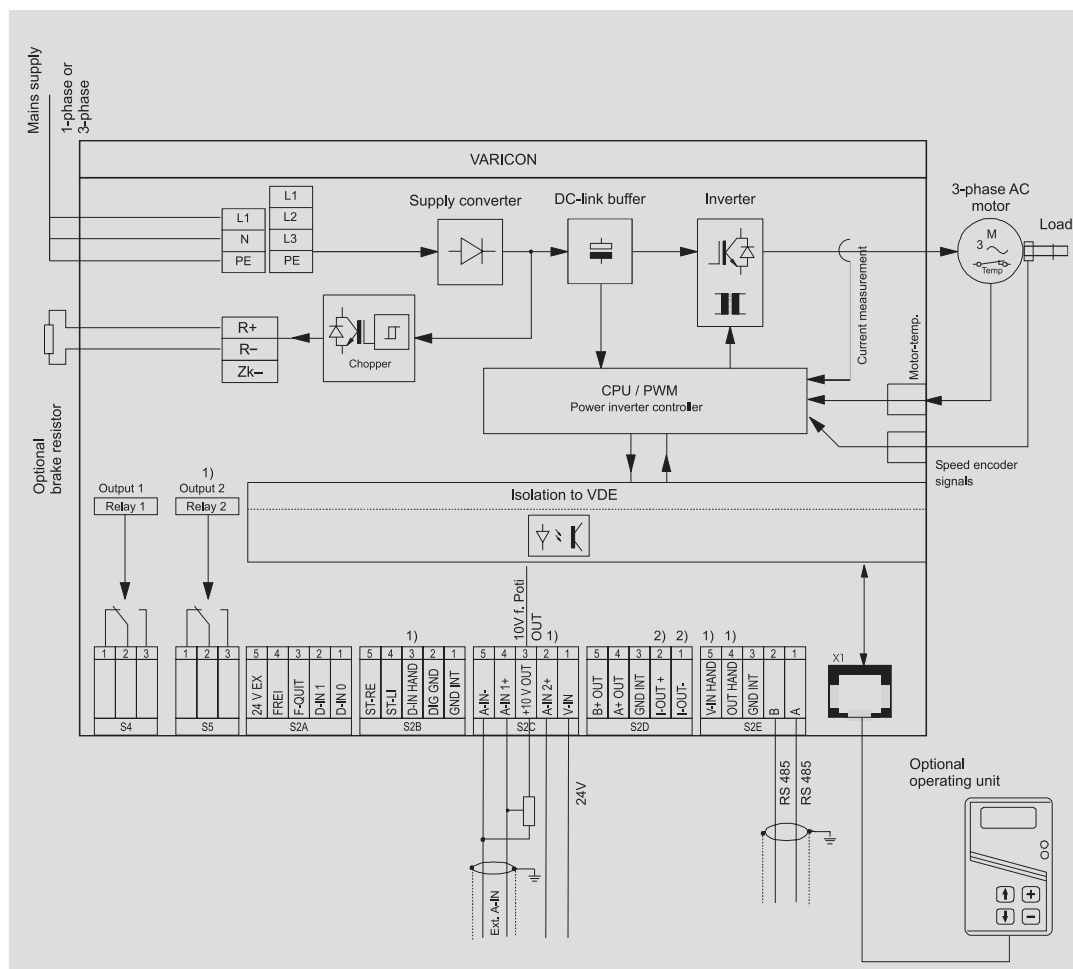 Mains supply
1-phase or
3-phase
VARICON
L1
L1
L2
N
L3
PE
PE
Supply converter
DC-link buffer
Inverter
3-phase AC
motor
Load
M
3
Temp
R+
R–
Zk–
Chopper
Current measurement
Motor-temp.
CPU / PWM
Power inverter controller
Optional
brake resistor
Speed encoder
signals
1)
Output 1
Output 2
Relay 1
Relay 2
Isolation to VDE
10V f. Poti
OUT
1)
1)
2) 2)
1) 1)
1 2 3
S4
1 2 3
S5
5 4 3 2 1
24 V EX
FREI
F-QUIT
D-IN 1
D-IN 0
S2A
5 4 3 2 1
ST-RE
ST-LI
D-IN HAND
DIG GND
GND INT
S2B
5 4 3 2 1
A-IN-
A-IN 1+
+10 V OUT
A-IN 2+
V-IN
S2C
5 4 3 2 1
B+ OUT
A+ OUT
GND INT
I-OUT +
I-OUT-
S2D
5 4 3 2 1
V-IN HAND
OUT HAND
GND INT
B
A
S2E
X1
24V
Ext. A-IN
RS 485
RS 485
Optional
operating unit
+
–